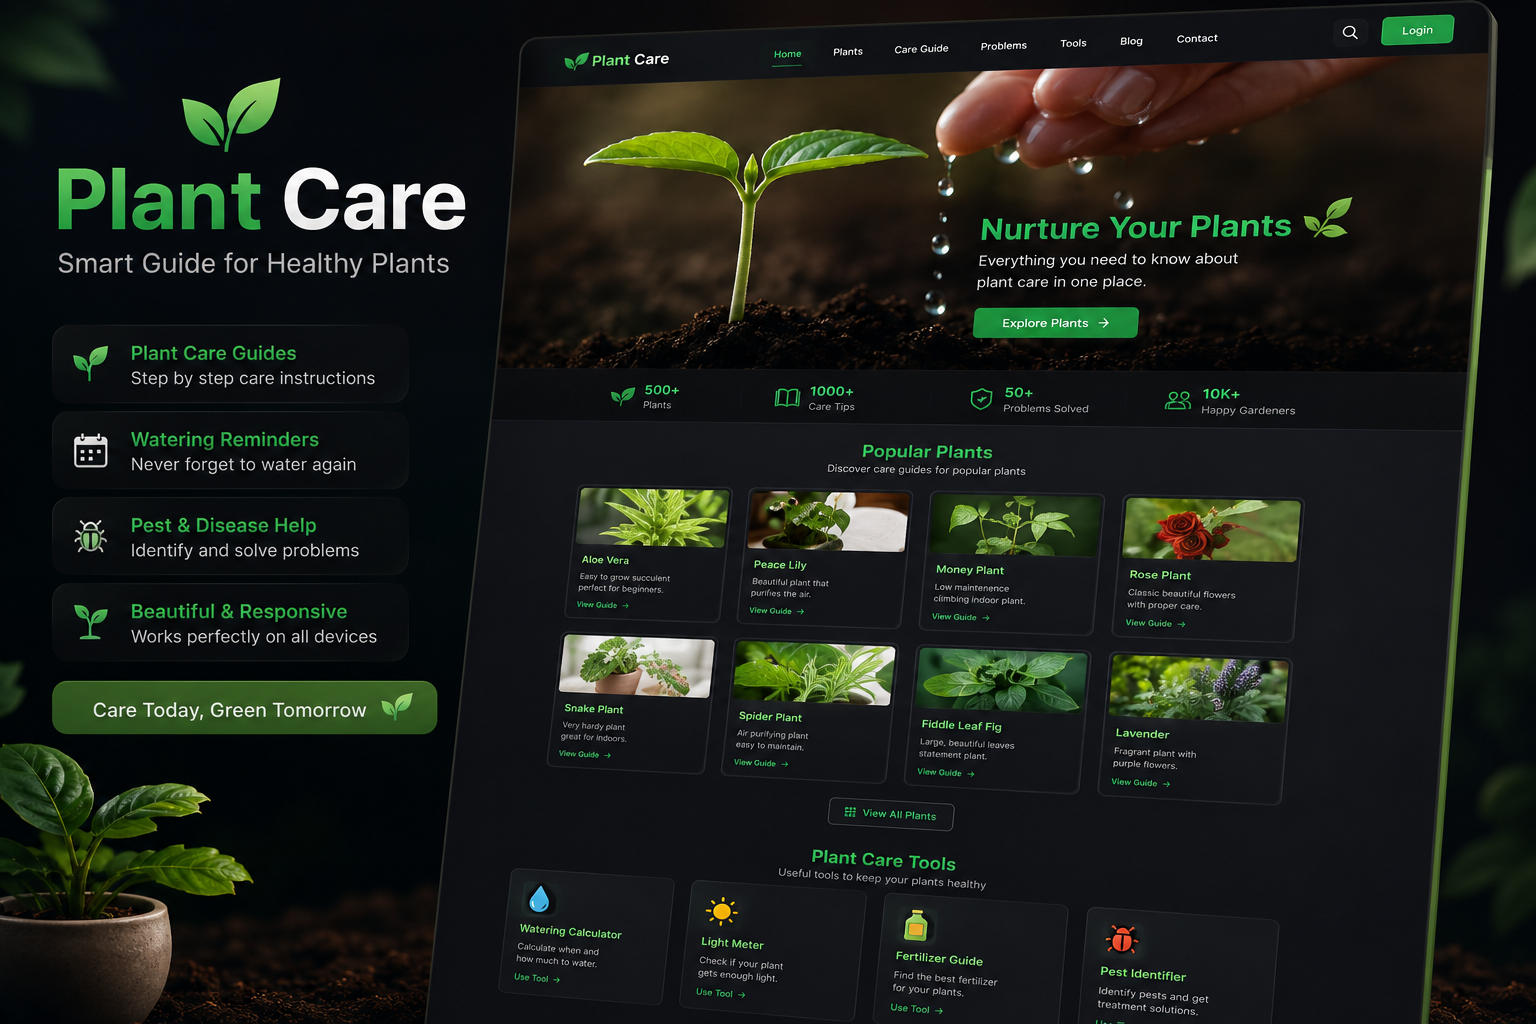 Plant Care
Smart Guide for Healthy Plants
Plant Care Guides
Step by step care instructions
Watering Reminders
Never forget to water again
Pest & Disease Help
Identify and solve problems
Beautiful & Responsive
Works perfectly on all devices
Care Today, Green Tomorrow
Plant Care
Home
Plants
Care Guide
Problems
Tools
Blog
Contact
Login
Nurture Your Plants
Everything you need to know about
plant care in one place.
Explore Plants →
500+
Plants
1000+
Care Tips
50+
Problems Solved
10K+
Happy Gardeners
Popular Plants
Discover care guides for popular plants
Aloe Vera
Easy to grow succulent
perfect for beginners.
View Guide →
Peace Lily
Beautiful plant that
purifies the air.
View Guide →
Money Plant
Low maintenence
climbing indoor plant.
View Guide →
Rose Plant
Classic beautiful flowers
with proper care.
View Guide →
Snake Plant
Very hardy plant
great for indoors.
View Guide →
Spider Plant
Air purifying plant
easy to maintain.
View Guide →
Fiddle Leaf Fig
Large, beautiful leaves
statement plant.
View Guide →
Lavender
Fragrant plant with
purple flowers.
View Guide →
View All Plants
Plant Care Tools
Useful tools to keep your plants healthy
Watering Calculator
Calculate when and
how much to water.
Use Tool →
Light Meter
Check if your plant
gets enough light.
Use Tool →
Fertilizer Guide
Find the best fertilizer
for your plants.
Use Tool →
Pest Identifier
Identify pests and get
treatment solutions.